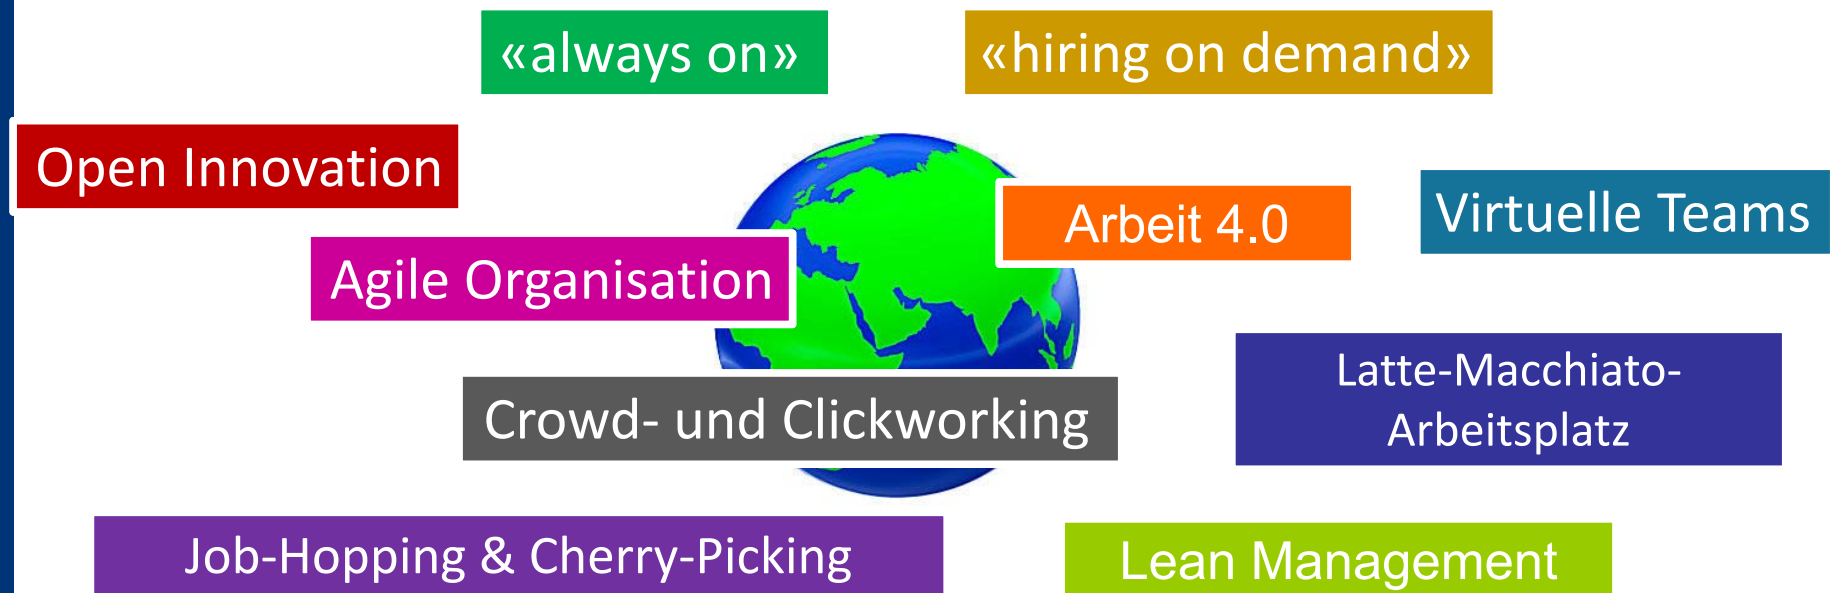 «always on»
«hiring on demand»
Open Innovation
Arbeit 4.0
Virtuelle Teams
Agile Organisation
Latte-Macchiato-
Arbeitsplatz
Crowd- und Clickworking
Job-Hopping & Cherry-Picking
Lean Management